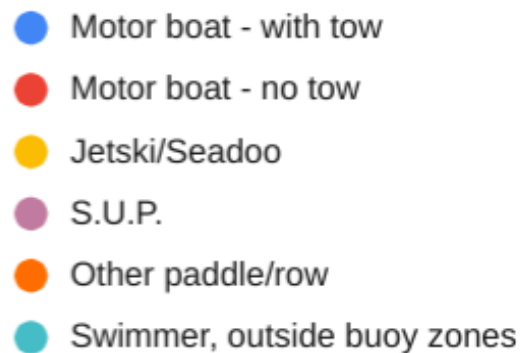 Motor boat - with tow
Motor boat - no tow
Jetski/Seadoo
S.U.P.
Other paddle/row
Swimmer, outside buoy zones